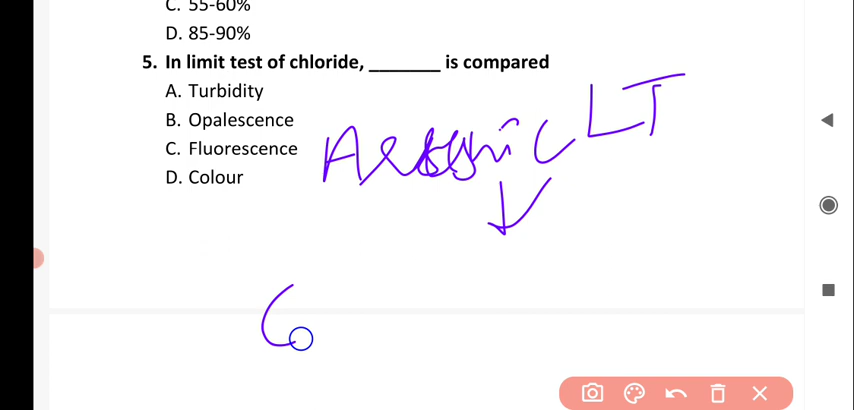 C. 55-60%
D. 85-90%
5. In limit test of chloride, _______ is compared
A. Turbidity
B. Opalescence
C. Fluorescence
D. Colour
LT